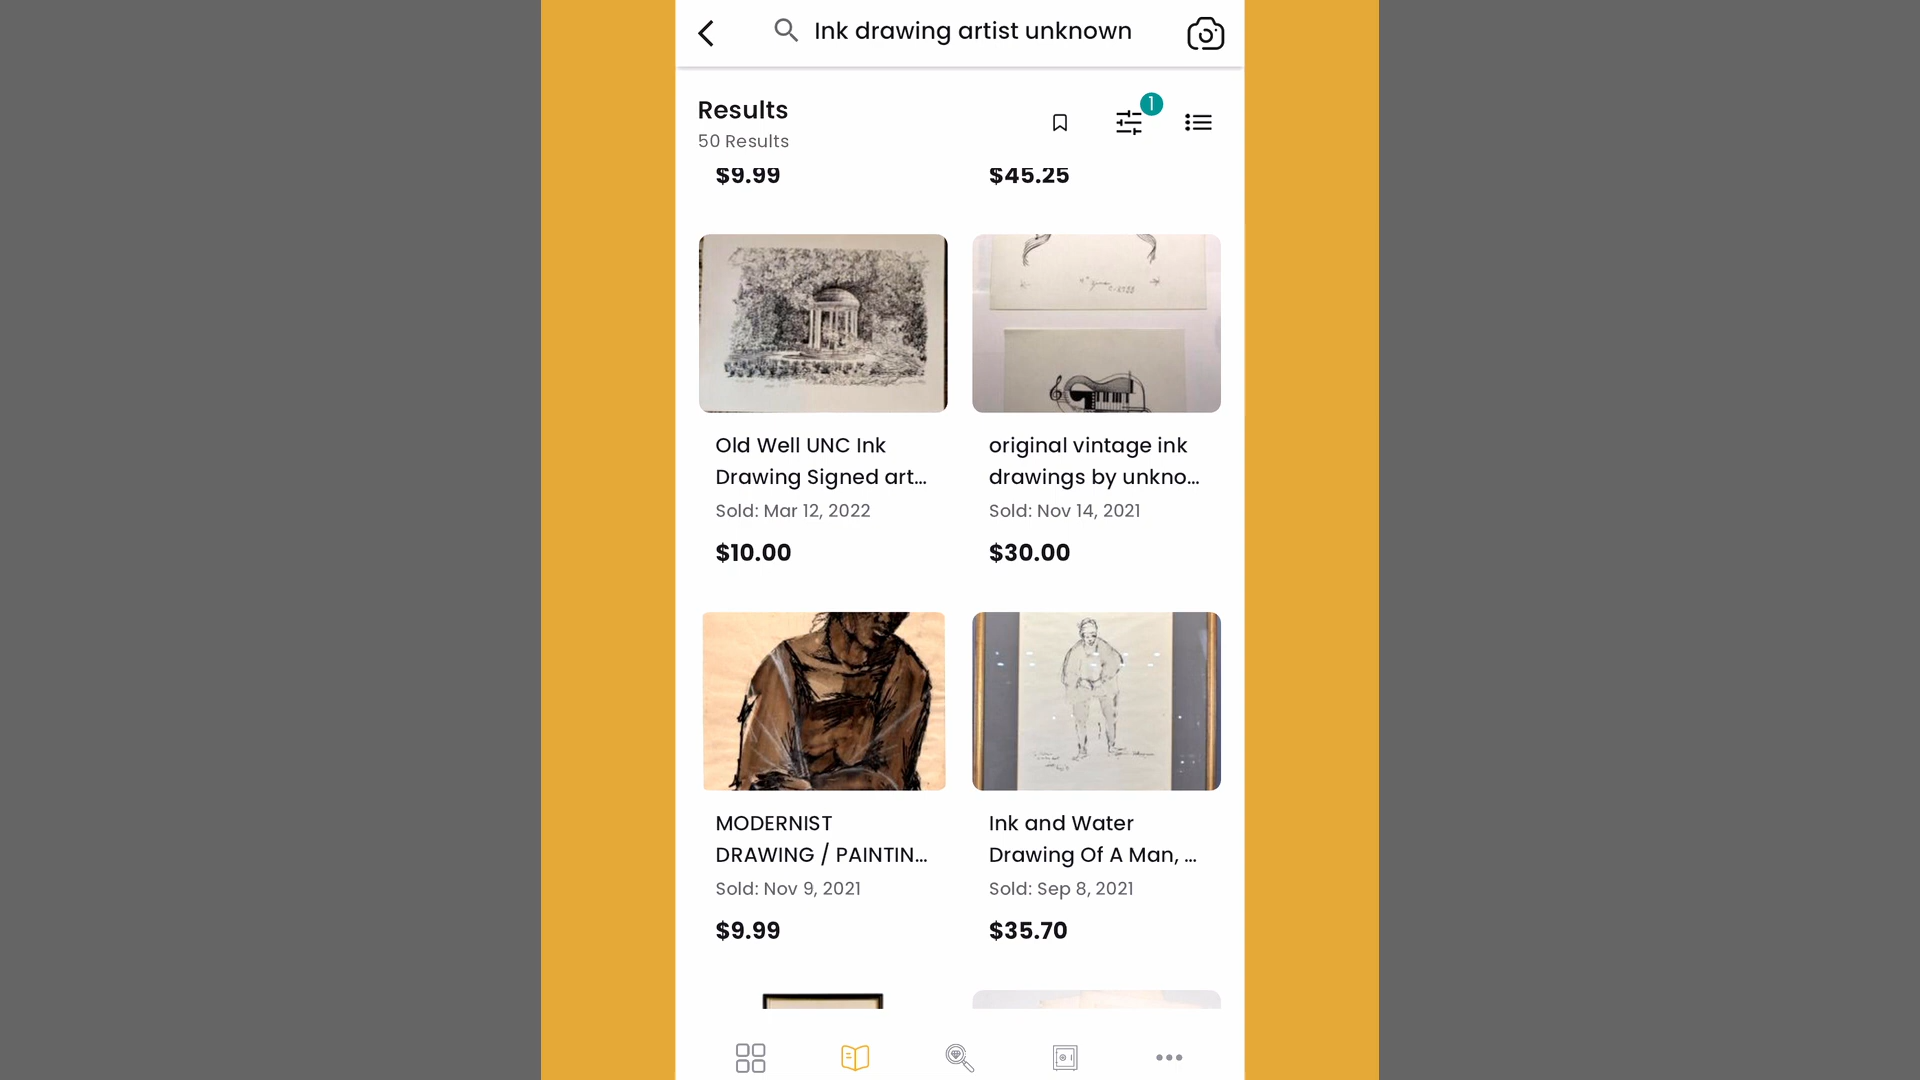 Ink drawing artist unknown
Results
1
50 Results
$9.99
$45.25
Old Well UNC Ink
Drawing Signed art...
Sold: Mar 12, 2022
$10.00
original vintage ink
drawings by unkno...
Sold: Nov 14, 2021
$30.00
MODERNIST
DRAWING / PAINTIN...
Sold: Nov 9, 2021
$9.99
Ink and Water
Drawing Of A Man, ...
Sold: Sep 8, 2021
$35.70